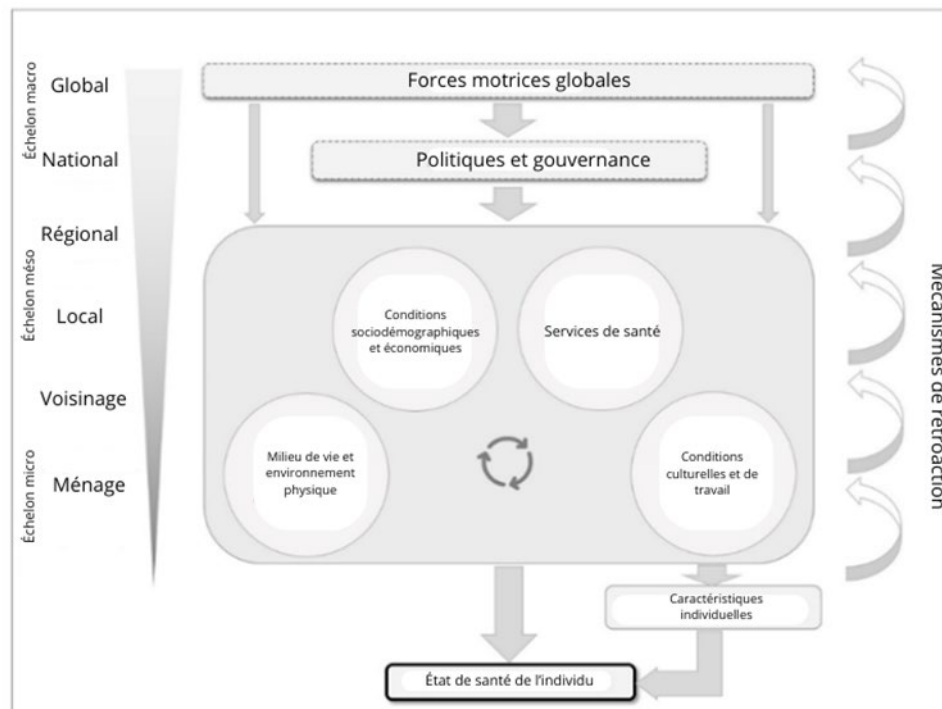 Échelon macro
Global
National
Échelon méso
Régional
Local
Voisinage
Échelon micro
Ménage
Forces motrices globales
Politiques et gouvernance
Conditions
sociodémographiques
et économiques
Services de santé
Milieu de vie et
environnement
physique
Conditions
culturelles et de
travail
Caractéristiques
individuelles
État de santé de l'individu
Mécanismes de rétroaction